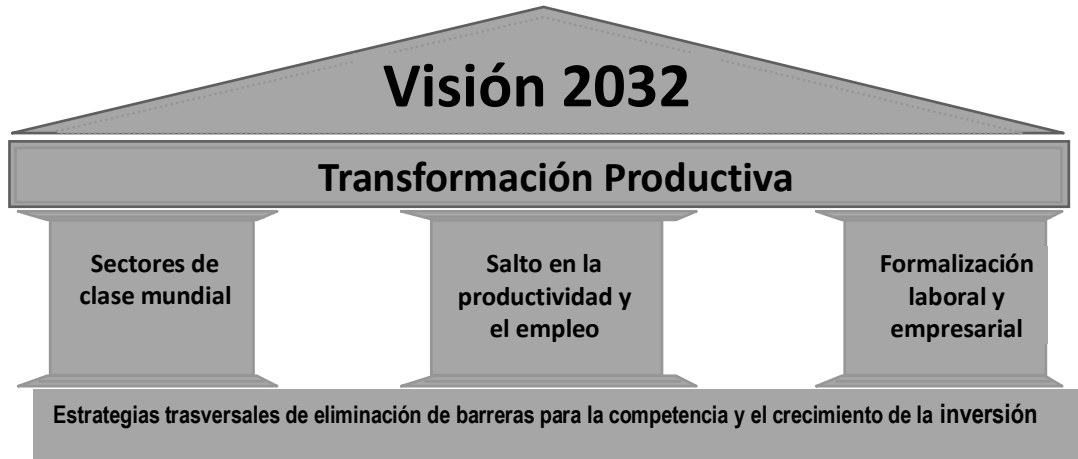 Visión 2032
Transformación Productiva
Sectores de
clase mundial
Salto en la
productividad y
el empleo
Formalización
laboral y
empresarial
Estrategias trasversales de eliminación de barreras para la competencia y el crecimiento de la inversión